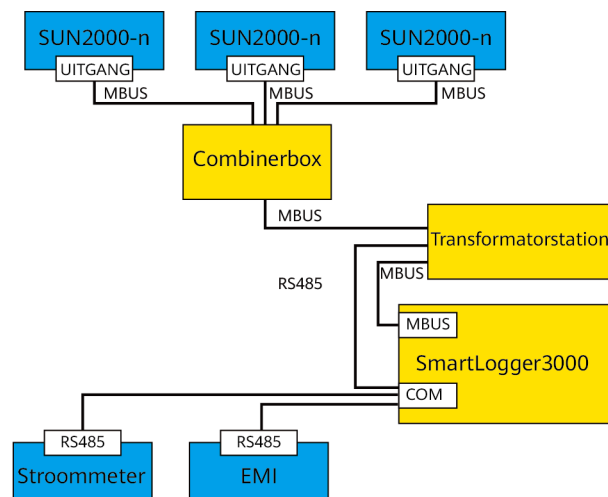 SUN2000-n
SUN2000-n
SUN2000-n
UITGANG
UITGANG
UITGANG
MBUS
MBUS
MBUS
Combinerbox
MBUS
Transformatorstation
MBUS
RS485
MBUS
SmartLogger3000
COM
RS485
RS485
Stroommeter
EMI